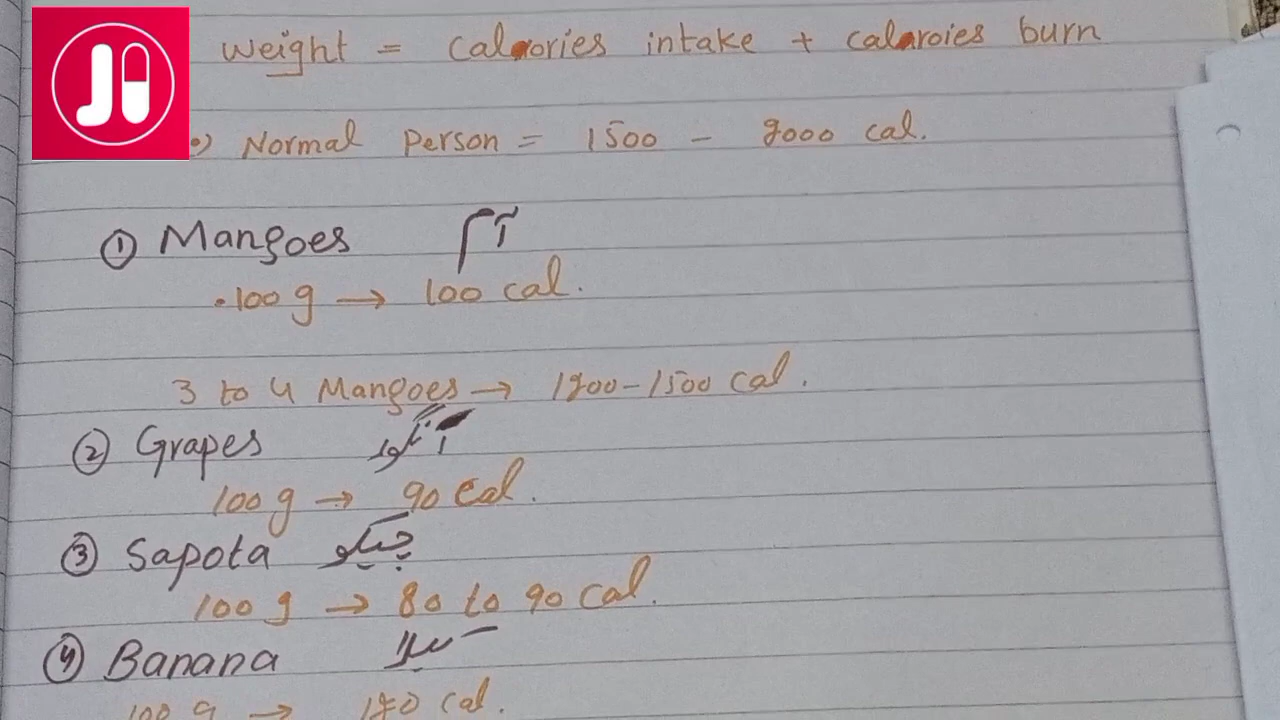 Weight = Calaories intake + calaroies burn
Normal Person = 1500 - 2000 cal.
① Mangoes آم
100 g → 100 cal.
3 to 4 Mangoes → 1200-1500 Cal.
② Grapes انگور
100 g → 90 Cal.
③ Sapota چیکو
100 g → 80 to 90 Cal.
④ Banana کیلا
100 g → 120 Cal.